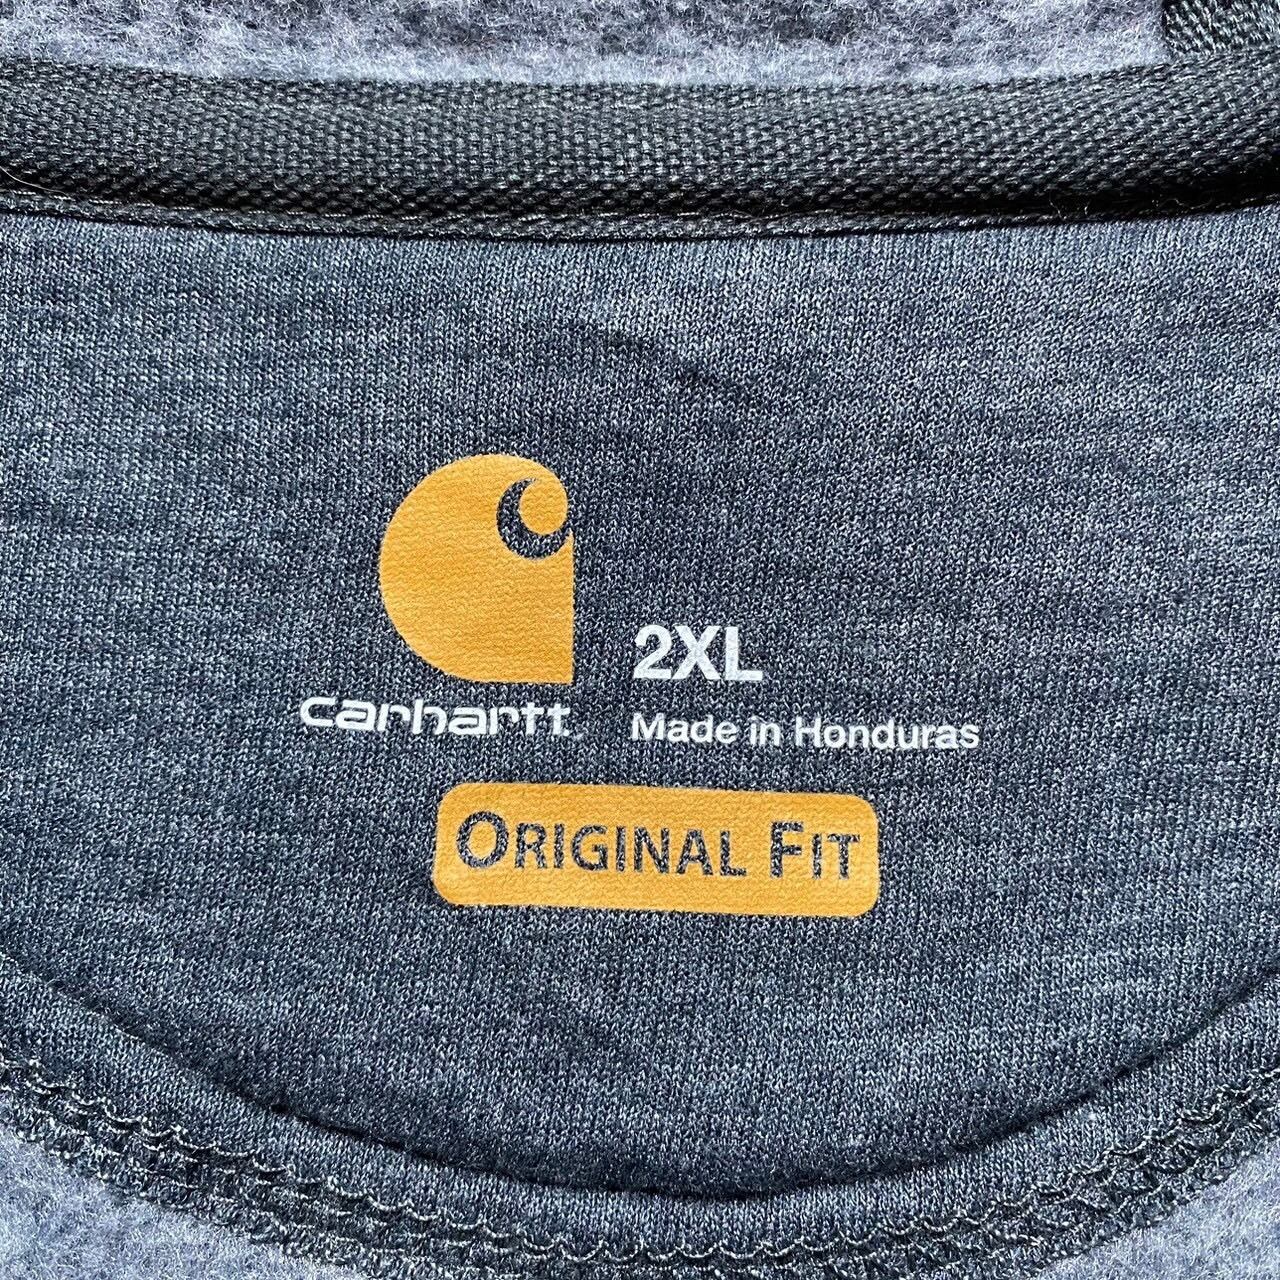 2XL
carhartt
Made in Honduras
ORIGINAL FIT